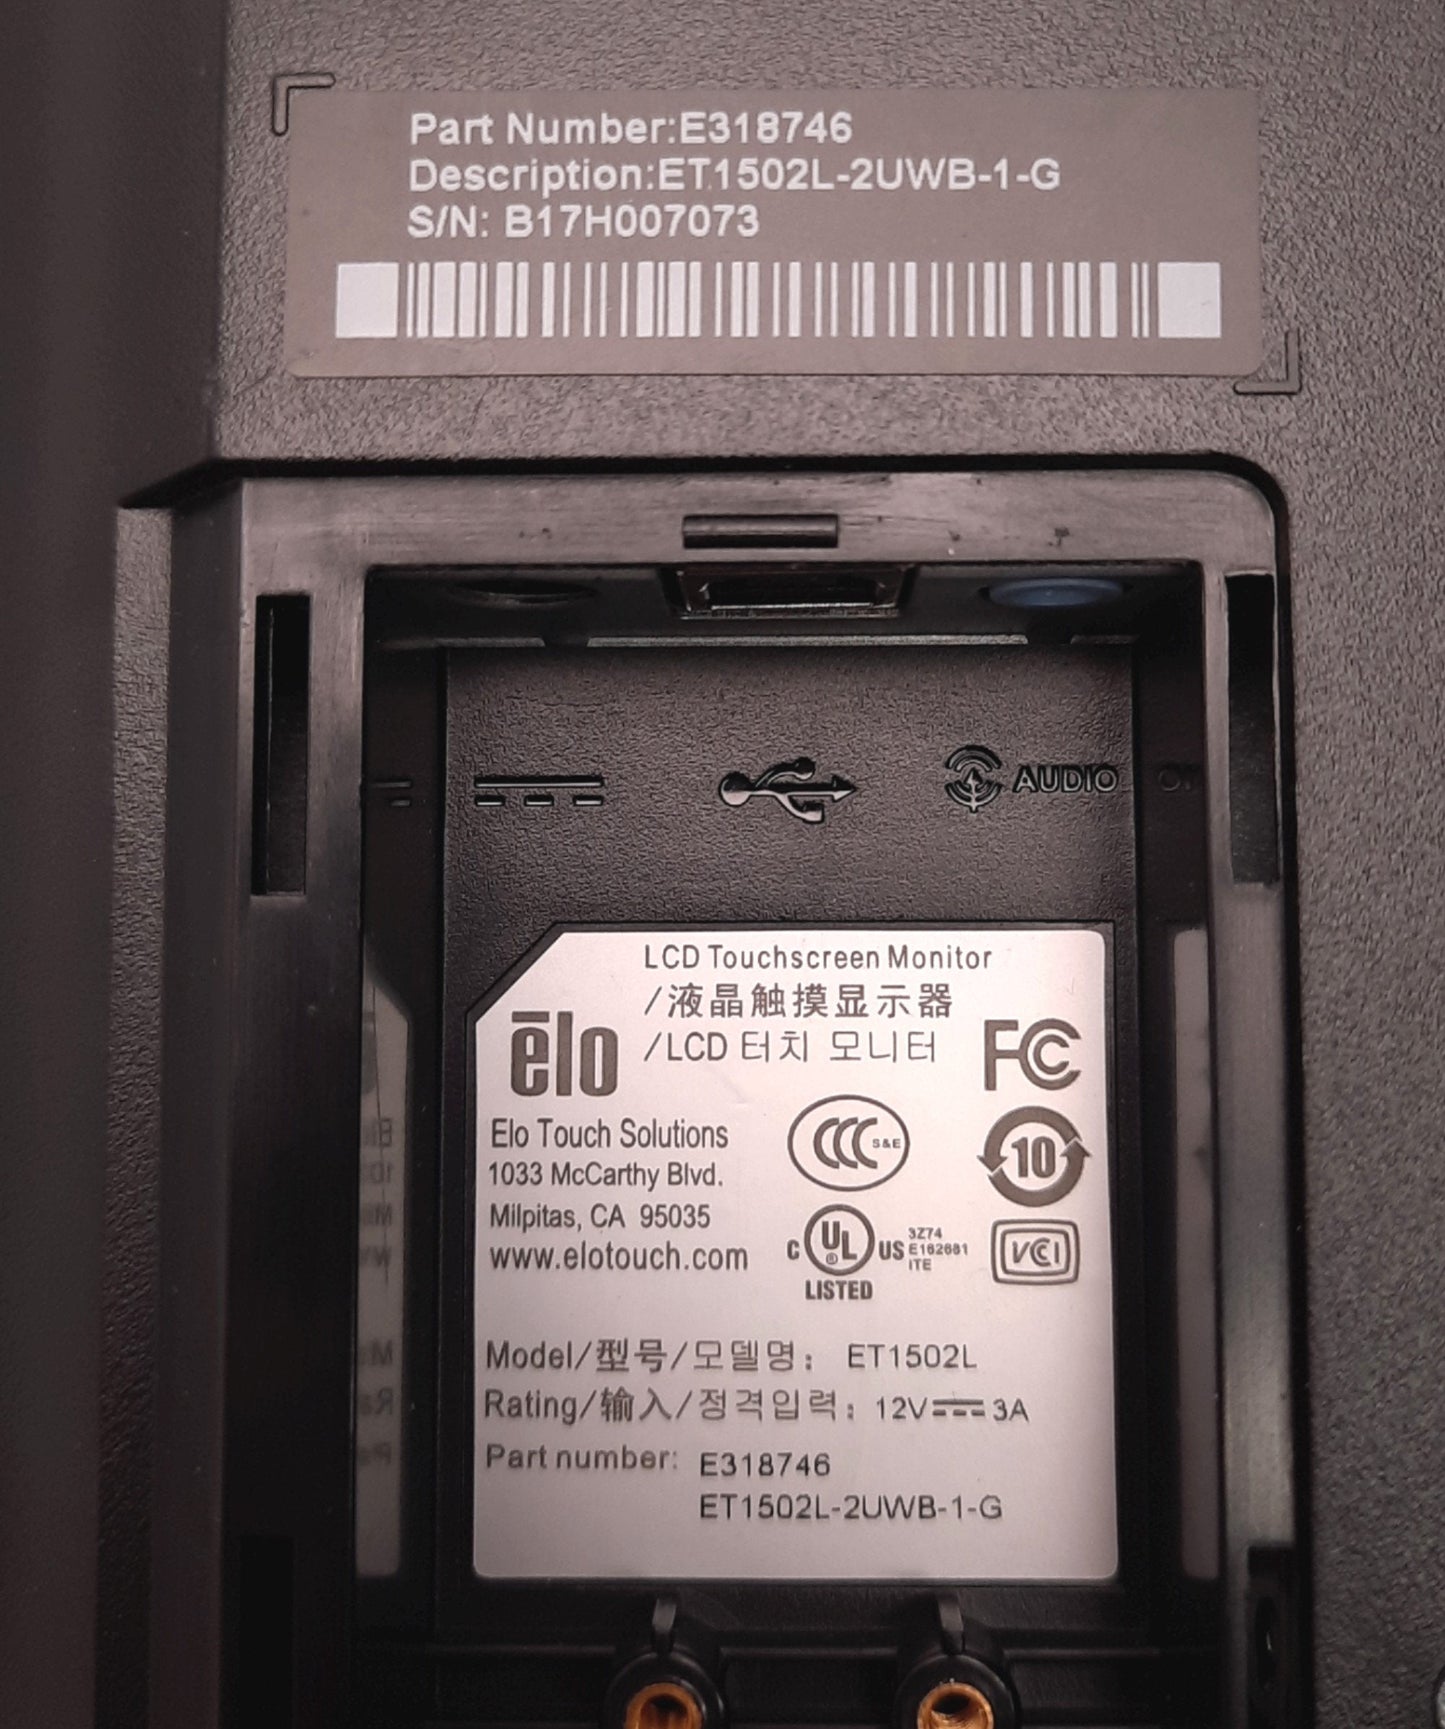 Part Number:E318746
Description:ET1502L-2UWB-1-G
S/N: B17H007073
AUDIO
LCD Touchscreen Monitor
/液晶触摸显示器
/LCD 터치 모니터
ēlo
FC
Elo Touch Solutions
1033 McCarthy Blvd.
Milpitas, CA 95035
www.elotouch.com
CCC S&E
10
C UL US LISTED
3Z74
E162681
ITE
VCCI
Model/型号/모델명: ET1502L
Rating/输入/정격입력: 12V⎓3A
Part number: E318746
ET1502L-2UWB-1-G